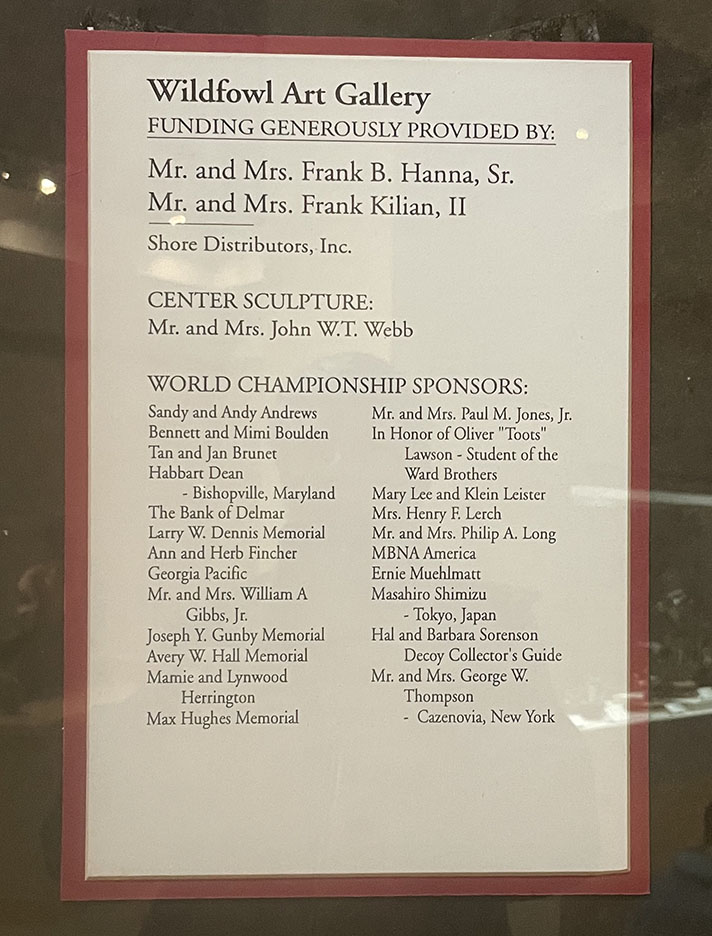 Wildfowl Art Gallery
FUNDING GENEROUSLY PROVIDED BY:
Mr. and Mrs. Frank B. Hanna, Sr.
Mr. and Mrs. Frank Kilian, II
Shore Distributors, Inc.
CENTER SCULPTURE:
Mr. and Mrs. John W.T. Webb
WORLD CHAMPIONSHIP SPONSORS:
Sandy and Andy Andrews
Bennett and Mimi Boulden
Tan and Jan Brunet
Habbart Dean
- Bishopville, Maryland
The Bank of Delmar
Larry W. Dennis Memorial
Ann and Herb Fincher
Georgia Pacific
Mr. and Mrs. William A
Gibbs, Jr.
Joseph Y. Gunby Memorial
Avery W. Hall Memorial
Mamie and Lynwood
Herrington
Max Hughes Memorial
Mr. and Mrs. Paul M. Jones, Jr.
In Honor of Oliver "Toots"
Lawson - Student of the
Ward Brothers
Mary Lee and Klein Leister
Mrs. Henry F. Lerch
Mr. and Mrs. Philip A. Long
MBNA America
Ernie Muehlmatt
Masahiro Shimizu
- Tokyo, Japan
Hal and Barbara Sorenson
Decoy Collector's Guide
Mr. and Mrs. George W.
Thompson
- Cazenovia, New York